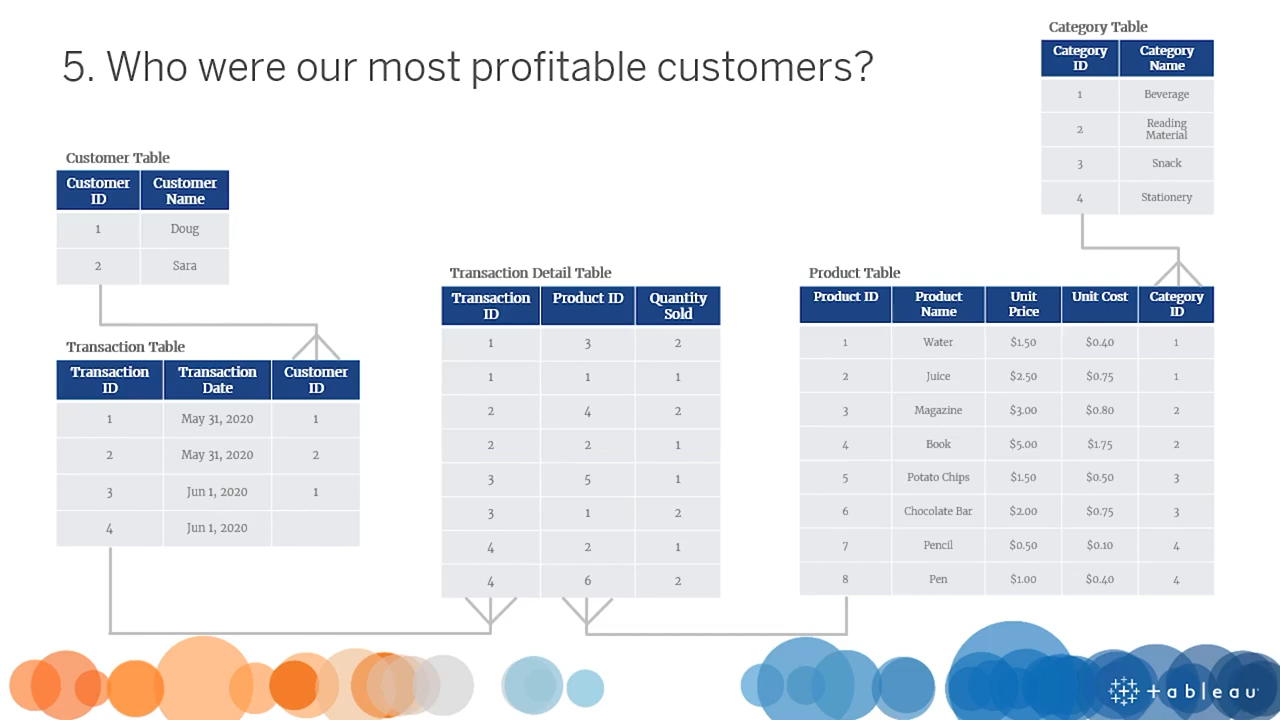 5. Who were our most profitable customers?
Category Table
Category ID Category Name
1 Beverage
2 Reading Material
3 Snack
4 Stationery
Customer Table
Customer ID Customer Name
1 Doug
2 Sara
Transaction Table
Transaction ID Transaction Date Customer ID
1 May 31, 2020 1
2 May 31, 2020 2
3 Jun 1, 2020 1
4 Jun 1, 2020
Transaction Detail Table
Transaction ID Product ID Quantity Sold
1 3 2
1 1 1
2 4 2
2 2 1
3 5 1
3 1 2
4 2 1
4 6 2
Product Table
Product ID Product Name Unit Price Unit Cost Category ID
1 Water $1.50 $0.40 1
2 Juice $2.50 $0.75 1
3 Magazine $3.00 $0.80 2
4 Book $5.00 $1.75 2
5 Potato Chips $1.50 $0.50 3
6 Chocolate Bar $2.00 $0.75 3
7 Pencil $0.50 $0.10 4
8 Pen $1.00 $0.40 4
tableau